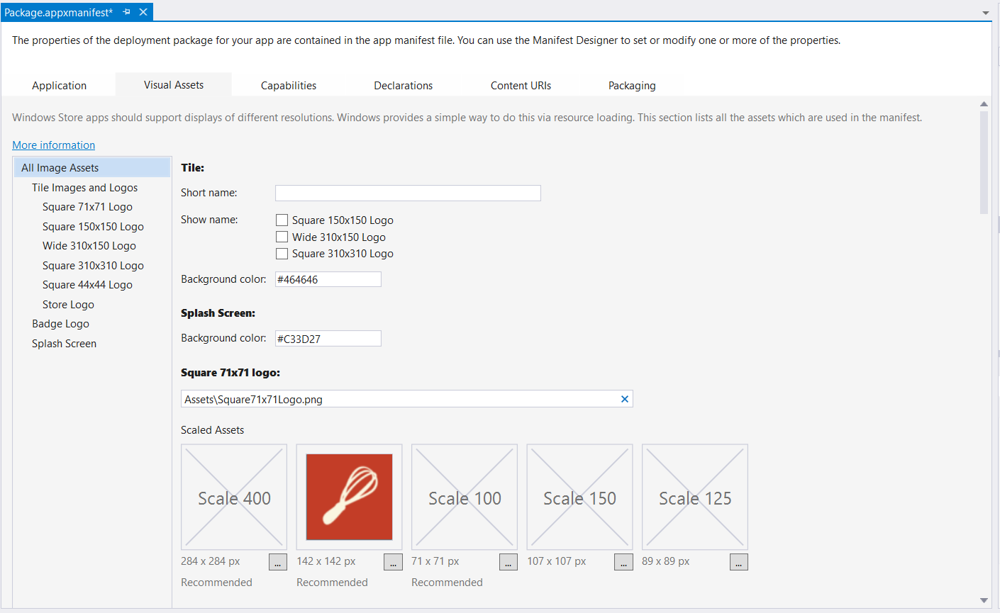 Package.appxmanifest*
The properties of the deployment package for your app are contained in the app manifest file. You can use the Manifest Designer to set or modify one or more of the properties.
Application Visual Assets Capabilities Declarations Content URIs Packaging
Windows Store apps should support displays of different resolutions. Windows provides a simple way to do this via resource loading. This section lists all the assets which are used in the manifest.
More information
All Image Assets
Tile Images and Logos
Square 71x71 Logo
Square 150x150 Logo
Wide 310x150 Logo
Square 310x310 Logo
Square 44x44 Logo
Store Logo
Badge Logo
Splash Screen
Tile:
Short name:
Show name:
Square 150x150 Logo
Wide 310x150 Logo
Square 310x310 Logo
Background color: #464646
Splash Screen:
Background color: #C33D27
Square 71x71 logo:
Assets\Square71x71Logo.png
Scaled Assets
Scale 400 Scale 100 Scale 150 Scale 125
284 x 284 px ... 142 x 142 px ... 71 x 71 px ... 107 x 107 px ... 89 x 89 px ...
Recommended Recommended Recommended